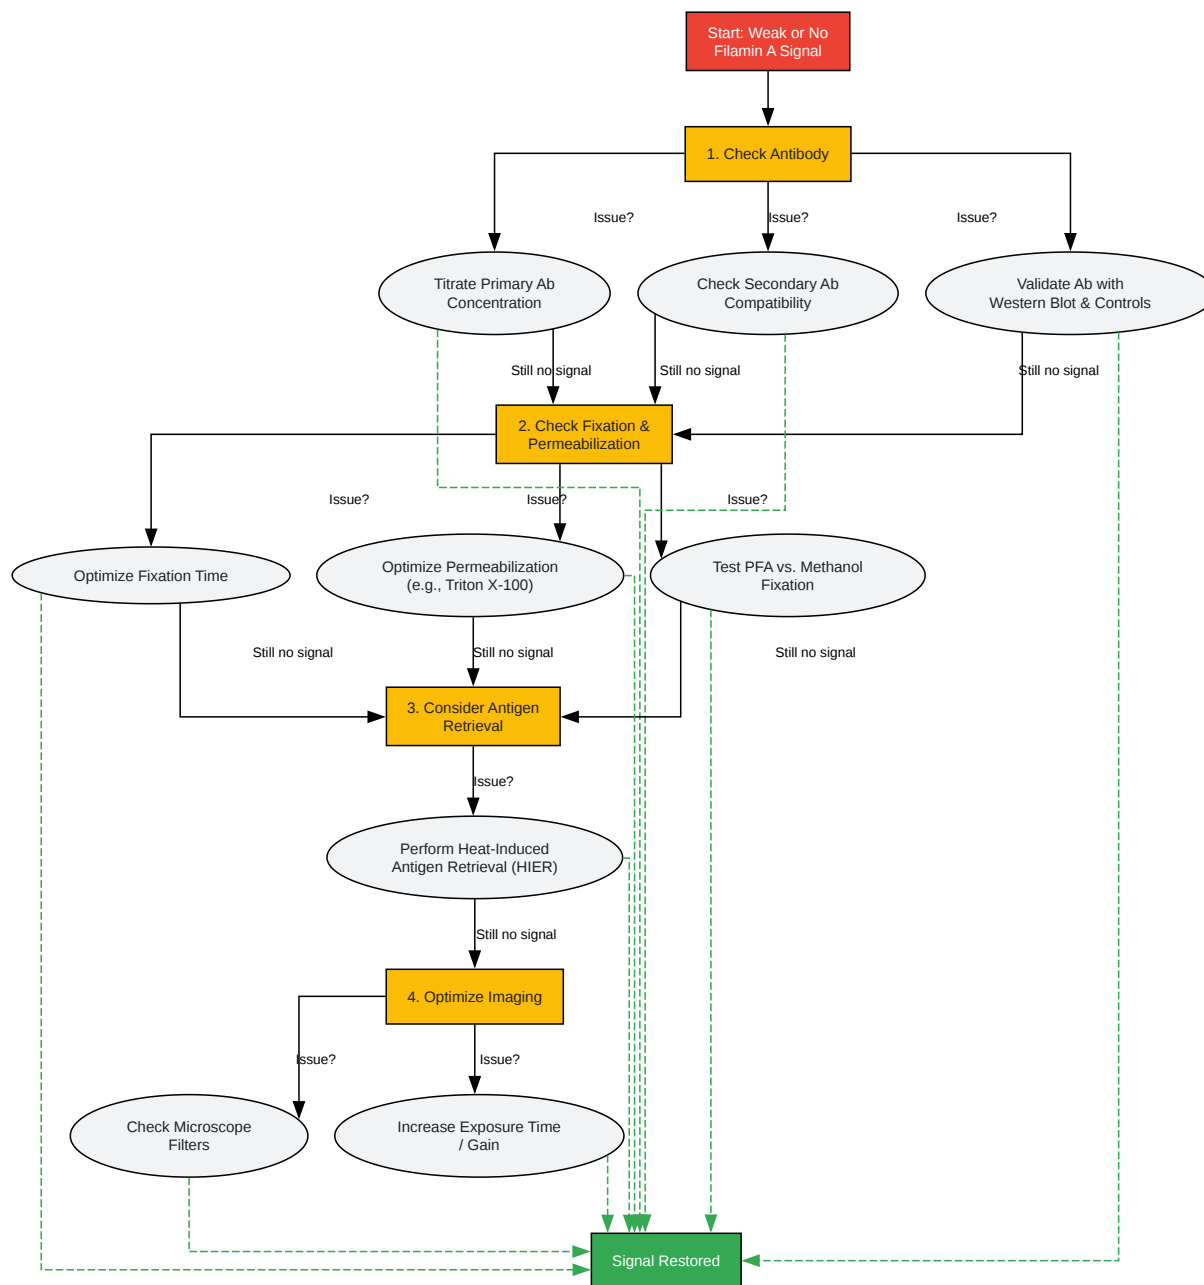 Start: Weak or No
Filamin A Signal
1. Check Antibody
Issue?
Issue?
Issue?
Titrate Primary Ab
Concentration
Check Secondary Ab
Compatibility
Validate Ab with
Western Blot & Controls
Still no signal
Still no signal
Still no signal
2. Check Fixation &
Permeabilization
Issue?
Issue?
Issue?
Optimize Fixation Time
Optimize Permeabilization
(e.g., Triton X-100)
Test PFA vs. Methanol
Fixation
Still no signal
Still no signal
Still no signal
3. Consider Antigen
Retrieval
Issue?
Perform Heat-Induced
Antigen Retrieval (HIER)
Still no signal
4. Optimize Imaging
Issue?
Issue?
Check Microscope
Filters
Increase Exposure Time
/ Gain
Signal Restored